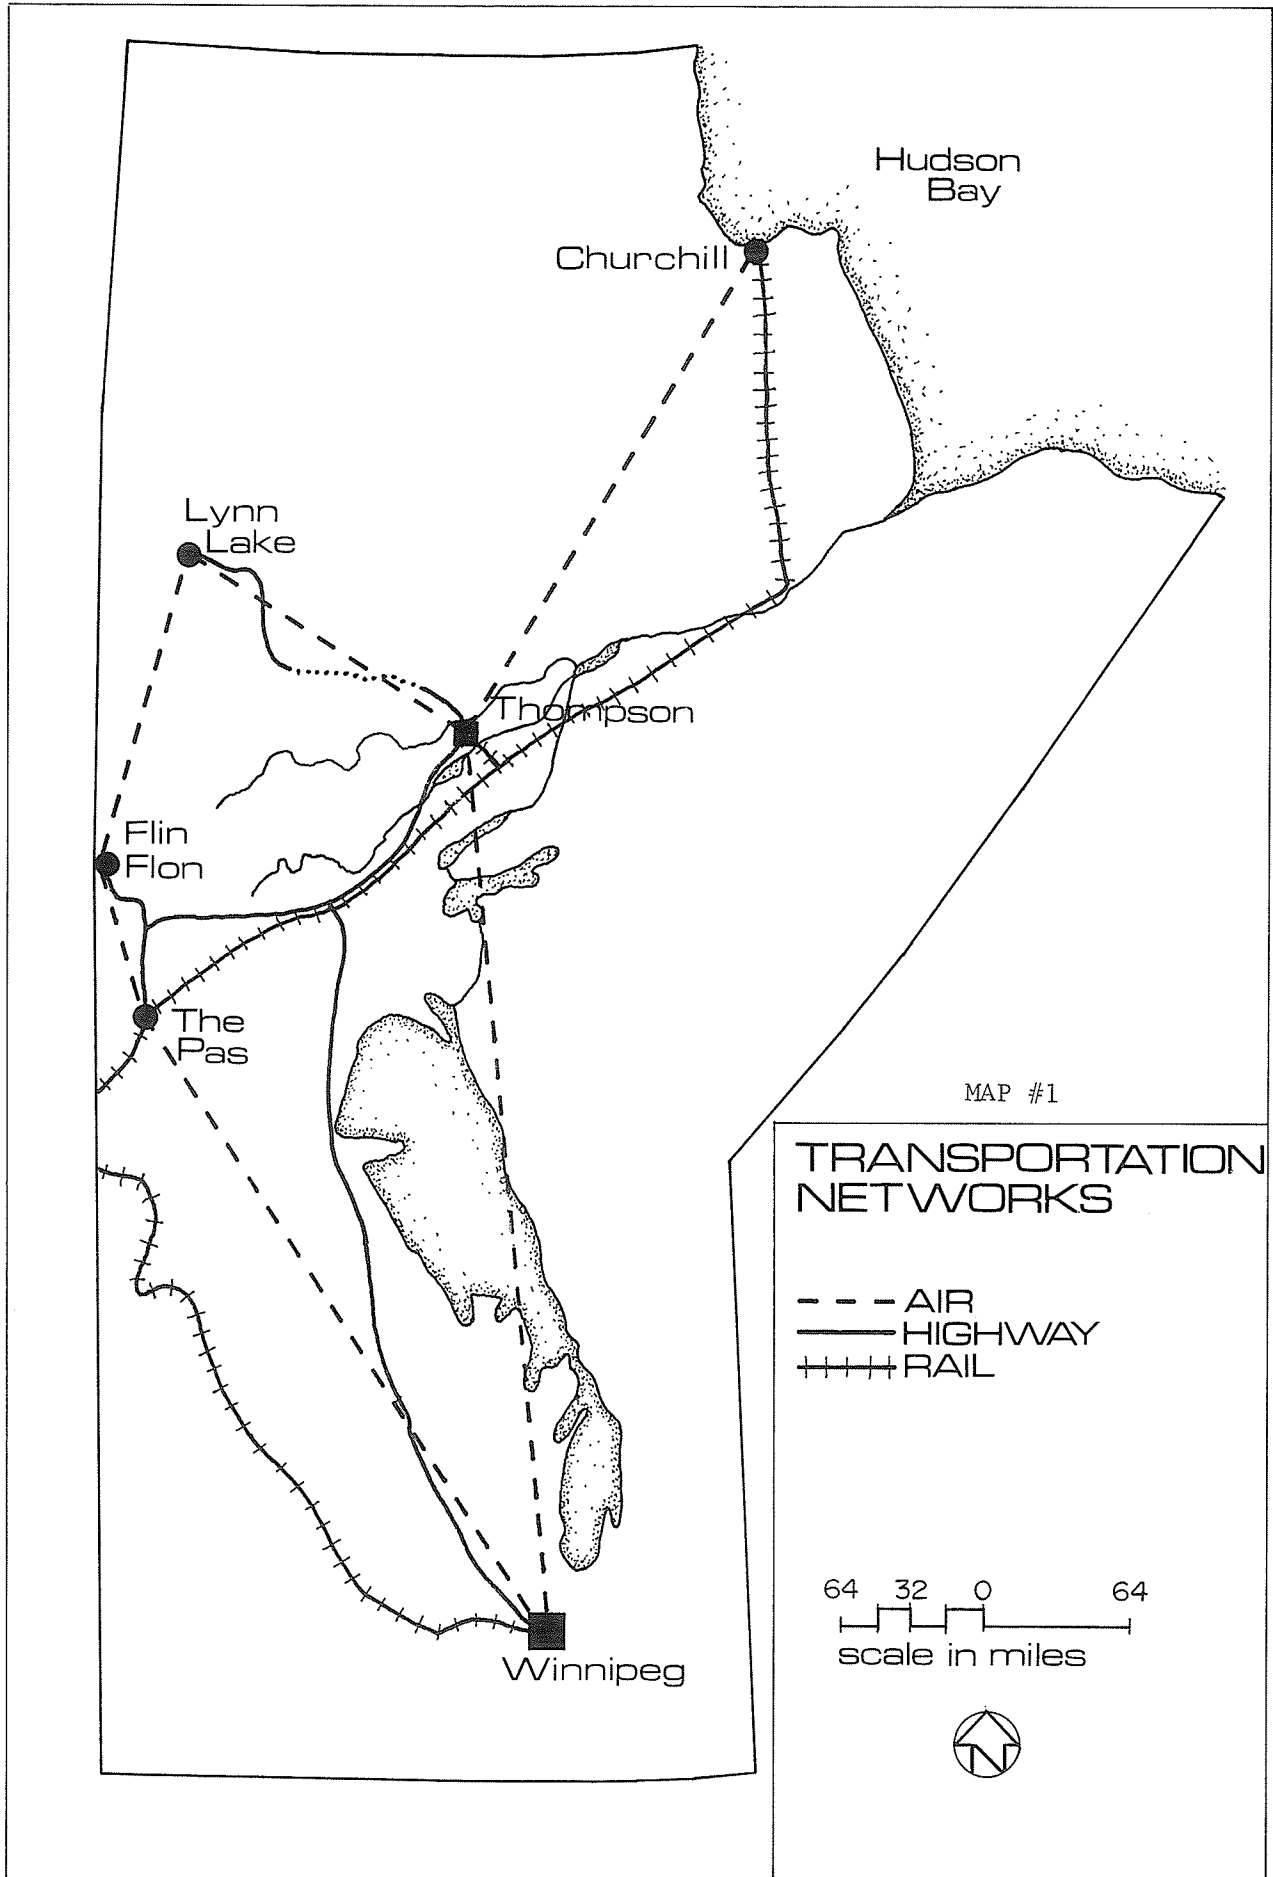 Hudson
Bay
Churchill
Lynn
Lake
Thompson
Flin
Flon
The
Pas
Winnipeg
MAP #1
TRANSPORTATION
NETWORKS
AIR
HIGHWAY
RAIL
64 32 0 64
scale in miles
N